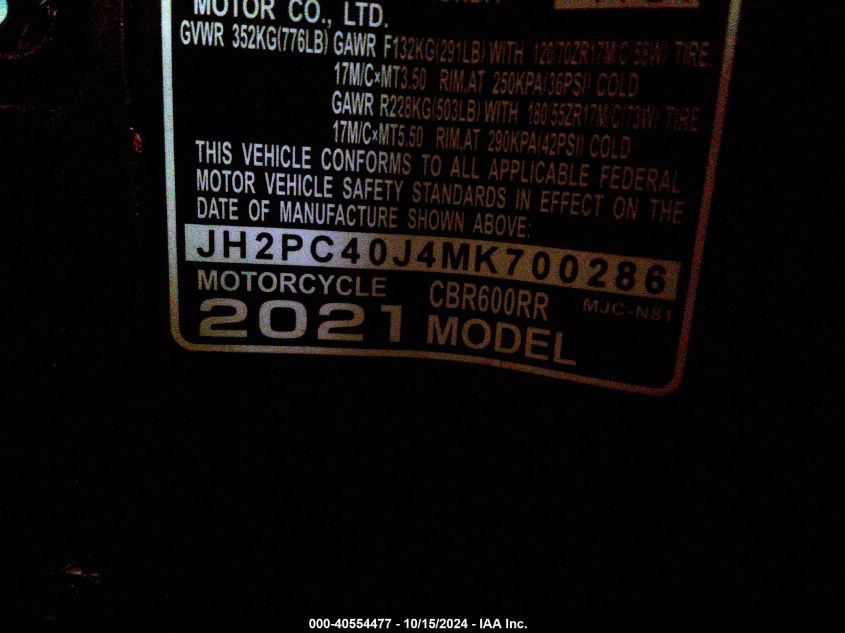 MOTOR CO., LTD.
GVWR 352KG(776LB) GAWR F132KG(291LB) WITH 120/70ZR17M/C(58W) TIRE,
17M/C×MT3.50 RIM,AT 250KPA(36PSI) COLD
GAWR R228KG(503LB) WITH 180/55ZR17M/C(73W) TIRE
17M/C×MT5.50 RIM,AT 290KPA(42PSI) COLD
THIS VEHICLE CONFORMS TO ALL APPLICABLE FEDERAL
MOTOR VEHICLE SAFETY STANDARDS IN EFFECT ON THE
DATE OF MANUFACTURE SHOWN ABOVE:
JH2PC40J4MK700286
MOTORCYCLE CBR600RR MJC-N81
2021 MODEL
000-40554477 - 10/15/2024 - IAA Inc.